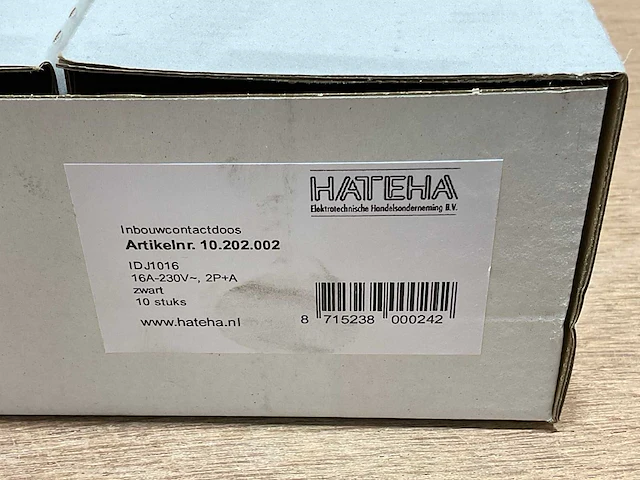 HATEHA
Elektrotechnische Handelsonderneming B.V.
Inbouwcontactdoos
Artikelnr. 10.202.002
IDJ1016
16A-230V~, 2P+A
zwart
10 stuks
www.hateha.nl
8 715238 000242